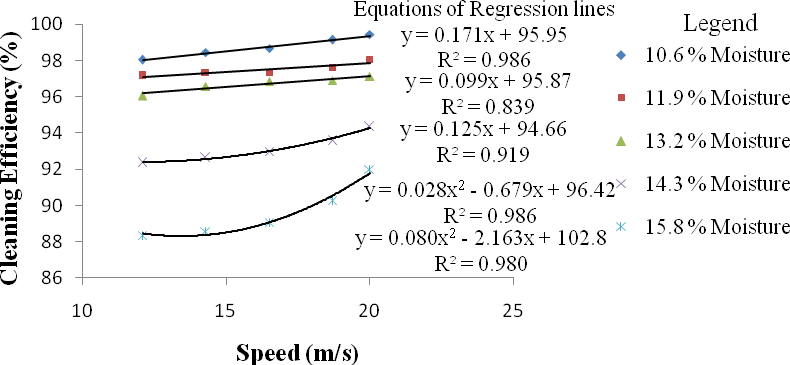 Equations of Regression lines
y = 0.171x + 95.95
R² = 0.986
y = 0.099x + 95.87
R² = 0.839
y = 0.125x + 94.66
R² = 0.919
y = 0.028x² - 0.679x + 96.42
R² = 0.986
y = 0.080x² - 2.163x + 102.8
R² = 0.980
Legend
10.6 % Moisture
11.9 % Moisture
13.2 % Moisture
14.3 % Moisture
15.8 % Moisture
Cleaning Efficiency (%)
100
98
96
94
92
90
88
86
10
15
20
25
Speed (m/s)